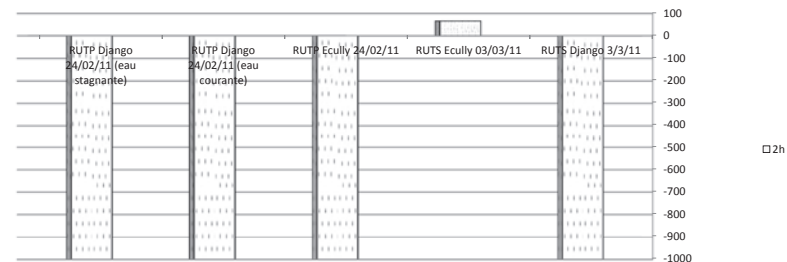 100
0
RUTP Django
24/02/11 (eau
stagnante)
RUTP Django
24/02/11 (eau
courante)
RUTP Ecully 24/02/11
RUTS Ecully 03/03/11
RUTS Django 3/3/11
-100
-200
-300
-400
-500
-600
-700
-800
-900
-1000
2h